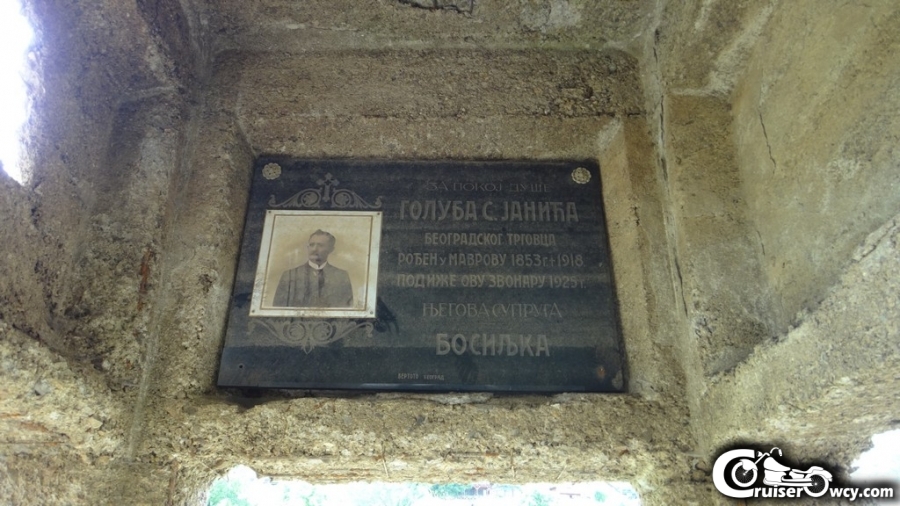 ЗА ПОКОЈ ДУШЕ
ГОЛУБА С. ЈАНИЋА
БЕОГРАДСКОГ ТРГОВЦА
РОЂЕН у МАВРОВУ 1853 г + 1918
ПОДИЖЕ ОВУ ЗВОНАРУ 1925 г.
ЊЕГОВА СУПРУГА
БОСИЉКА
БЕОГРАД
CruiserOwcy.com